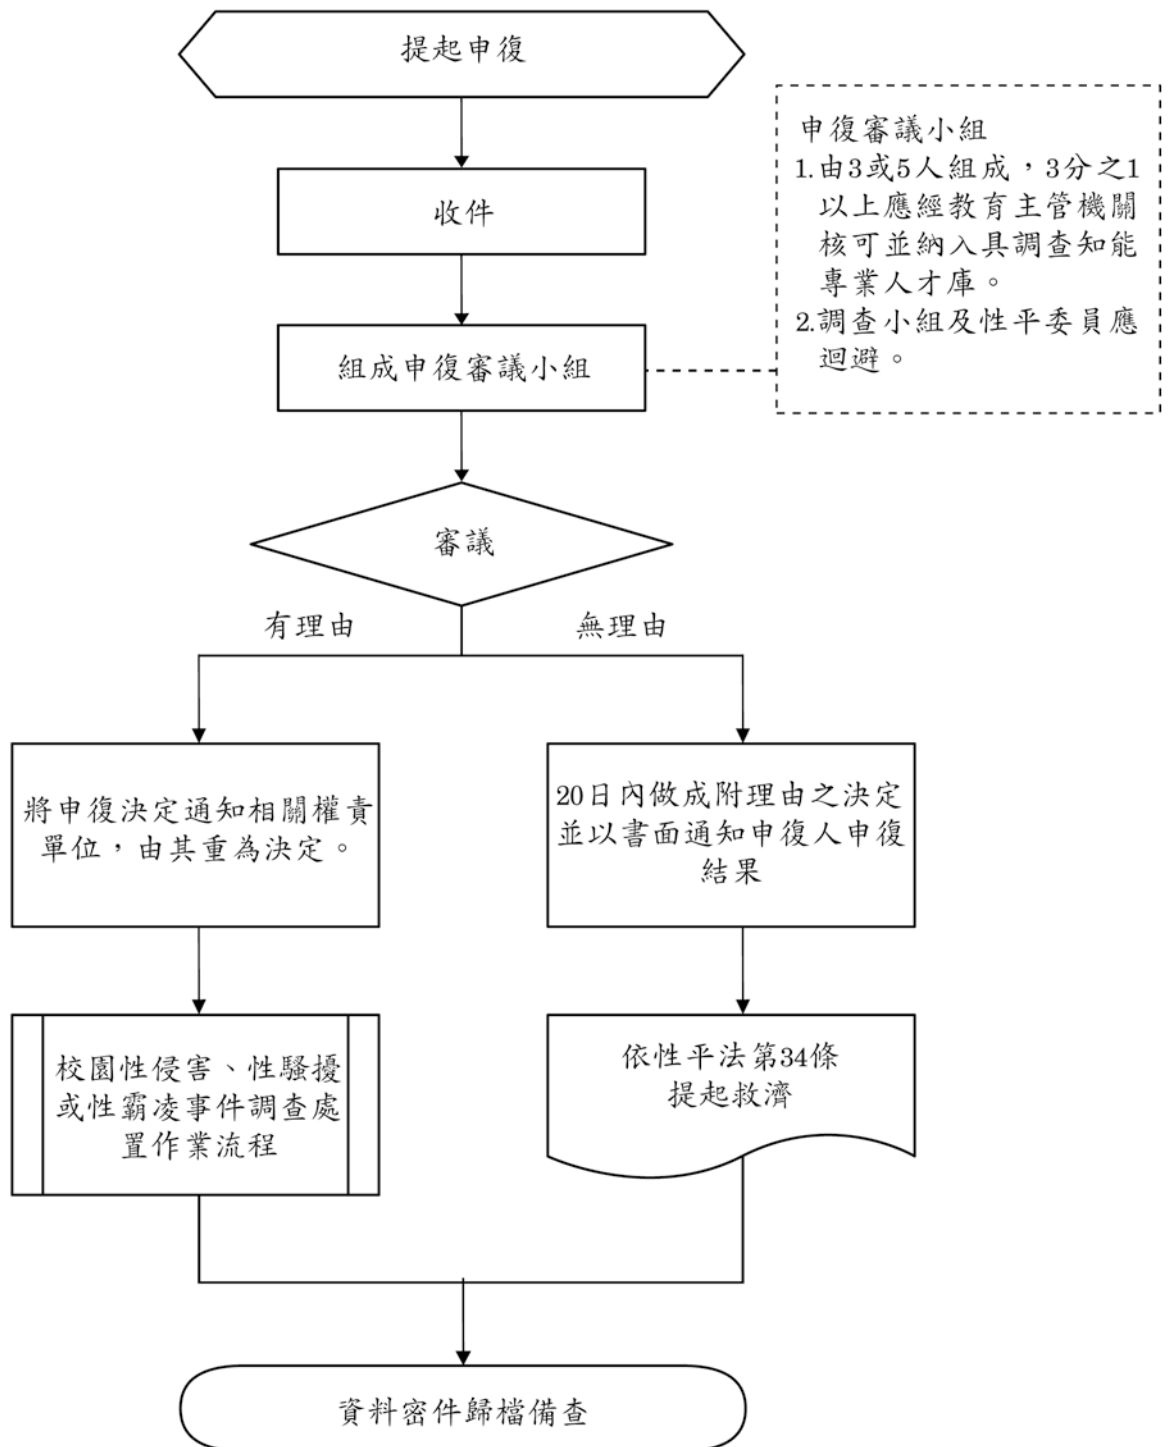 提起申復
收件
組成申復審議小組
申復審議小組
1.由3或5人組成，3分之1
以上應經教育主管機關
核可並納入具調查知能
專業人才庫。
2.調查小組及性平委員應
迴避。
審議
有理由
無理由
將申復決定通知相關權責
單位，由其重為決定。
20日內做成附理由之決定
並以書面通知申復人申復
結果
校園性侵害、性騷擾
或性霸凌事件調查處
置作業流程
依性平法第34條
提起救濟
資料密件歸檔備查